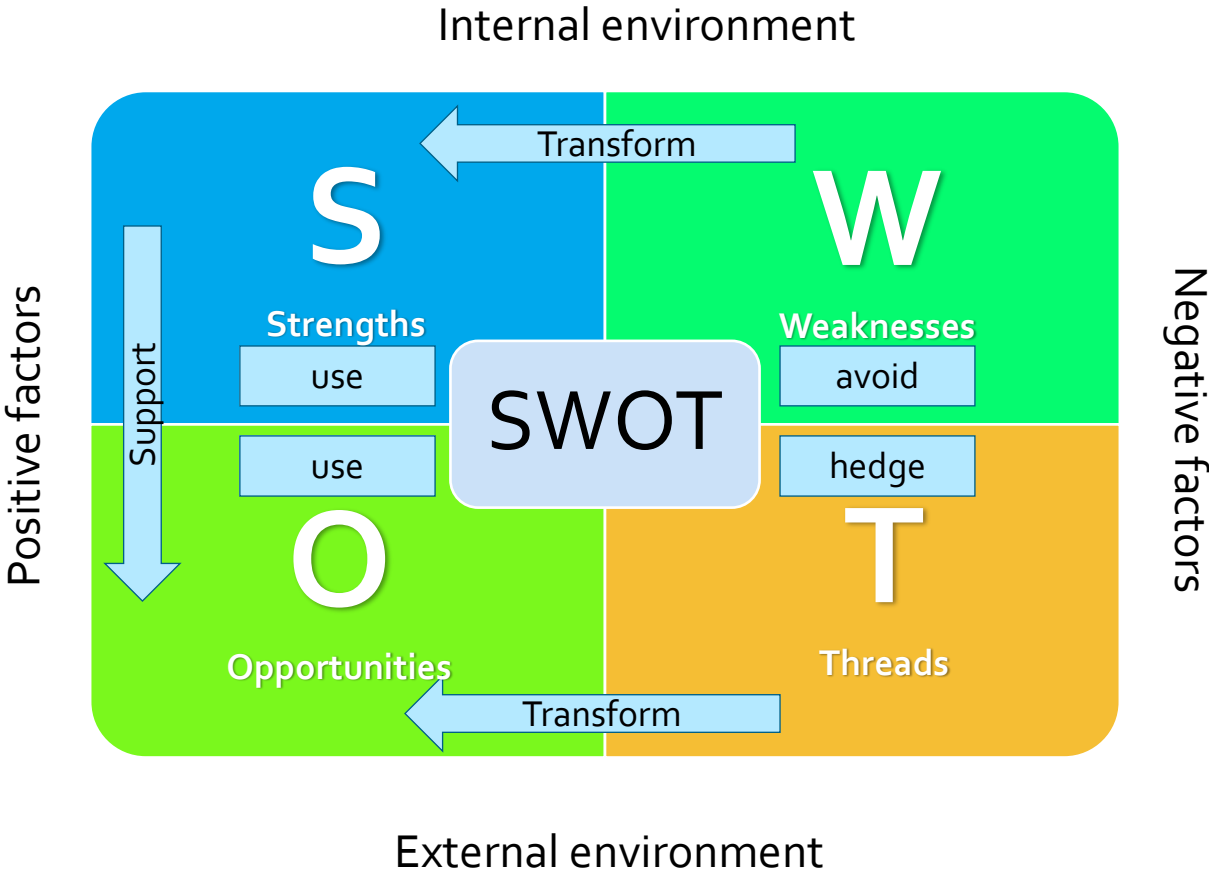 Internal environment
Transform
S
W
Strengths
Weaknesses
use
avoid
Positive factors
Support
SWOT
Negative factors
use
hedge
O
T
Opportunities
Threads
Transform
External environment